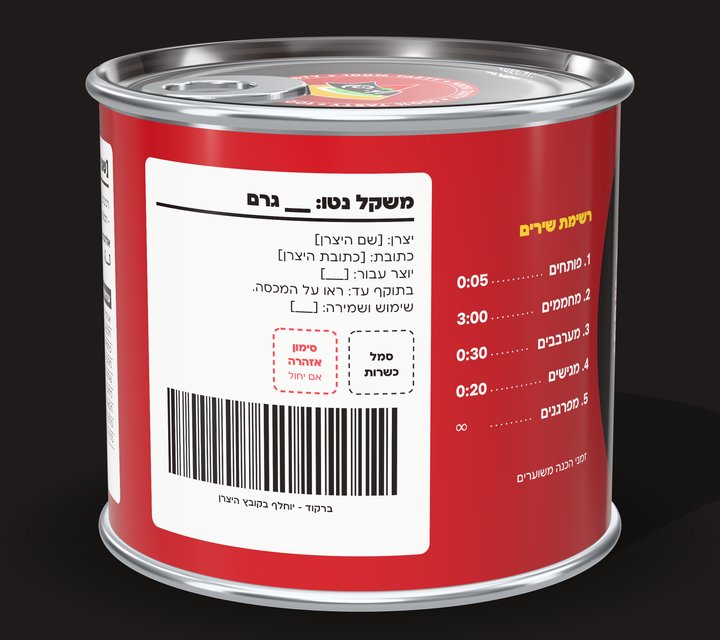 משקל נטו: __ גרם
יצרן: [שם היצרן]
כתובת: [כתובת היצרן]
יוצר עבור: [__]
בתוקף עד: ראו על המכסה.
שימוש ושמירה: [__]
סמל
כשרות
סימון
אזהרה
אם יחול
ברקוד - יוחלף בקובץ היצרן
רשימת שירים
1. פותחים .......... 0:05
2. מחממים .......... 3:00
3. מערבבים ........ 0:30
4. מגישים .......... 0:20
5. מפרגנים ....... ∞
זמני הכנה משוערים